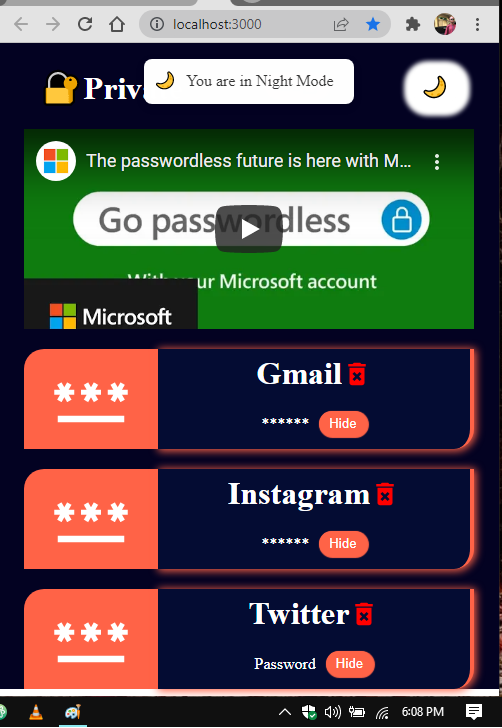 localhost:3000
Priv
You are in Night Mode
The passwordless future is here with M...
Go passwordless
With your Microsoft account
Microsoft
***
Gmail
****** Hide
***
Instagram
****** Hide
***
Twitter
Password Hide
6:08 PM